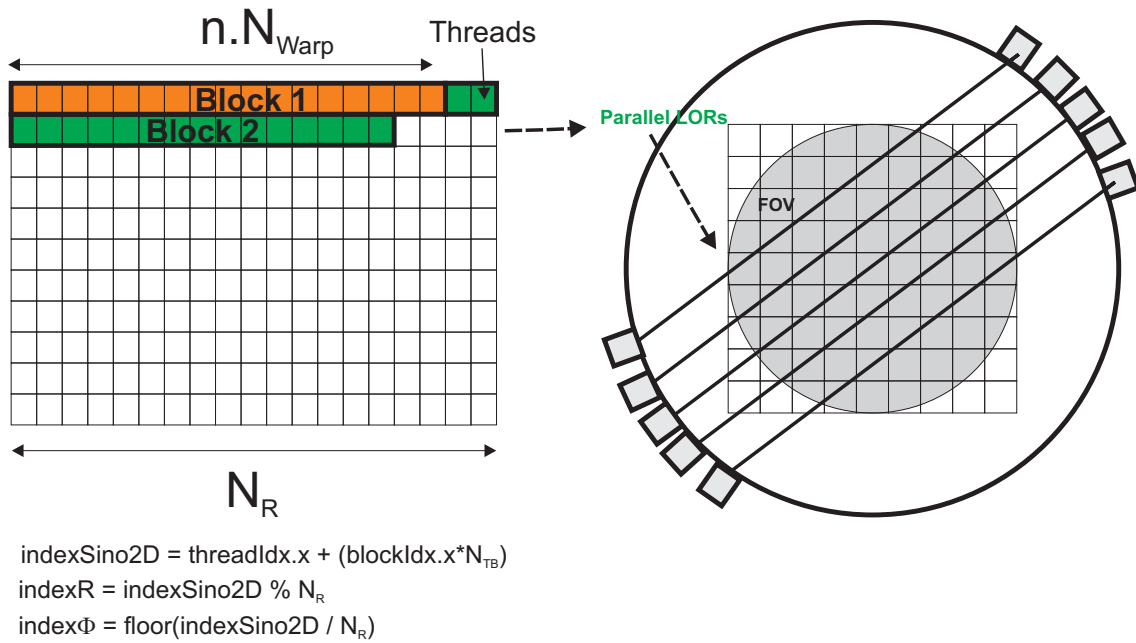 n.N_Warp
Threads
Block 1
Block 2
Parallel LORs
FOV
N_R
indexSino2D = threadIdx.x + (blockIdx.x*N_TB)
indexR = indexSino2D % N_R
indexΦ = floor(indexSino2D / N_R)